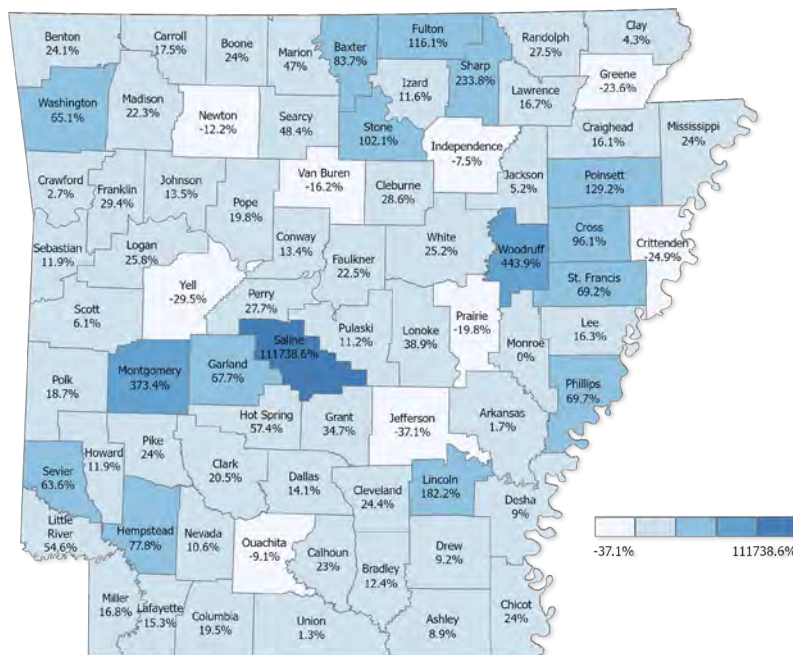 Benton
24.1%
Carroll
17.5%
Boone
24%
Marion
47%
Baxter
83.7%
Fulton
116.1%
Sharp
233.8%
Randolph
27.5%
Clay
4.3%
Greene
-23.6%
Izard
11.6%
Lawrence
16.7%
Washington
65.1%
Madison
22.3%
Newton
-12.2%
Searcy
48.4%
Stone
102.1%
Independence
-7.5%
Craighead
16.1%
Mississippi
24%
Crawford
2.7%
Franklin
29.4%
Johnson
13.5%
Pope
19.8%
Van Buren
-16.2%
Cleburne
28.6%
Jackson
5.2%
Poinsett
129.2%
Sebastian
11.9%
Logan
25.8%
Conway
13.4%
Faulkner
22.5%
White
25.2%
Woodruff
443.9%
Cross
96.1%
Crittenden
-24.9%
St. Francis
69.2%
Scott
6.1%
Yell
-29.5%
Perry
27.7%
Saline
111738.6%
Pulaski
11.2%
Lonoke
38.9%
Prairie
-19.8%
Monroe
0%
Lee
16.3%
Phillips
69.7%
Polk
18.7%
Montgomery
373.4%
Garland
67.7%
Hot Spring
57.4%
Grant
34.7%
Jefferson
-37.1%
Arkansas
1.7%
Sevier
63.6%
Howard
11.9%
Pike
24%
Clark
20.5%
Dallas
14.1%
Cleveland
24.4%
Lincoln
182.2%
Desha
9%
Little
River
54.6%
Hempstead
77.8%
Nevada
10.6%
Ouachita
-9.1%
Calhoun
23%
Bradley
12.4%
Drew
9.2%
Miller
16.8%
Lafayette
15.3%
Columbia
19.5%
Union
1.3%
Ashley
8.9%
Chicot
24%
-37.1%
111738.6%